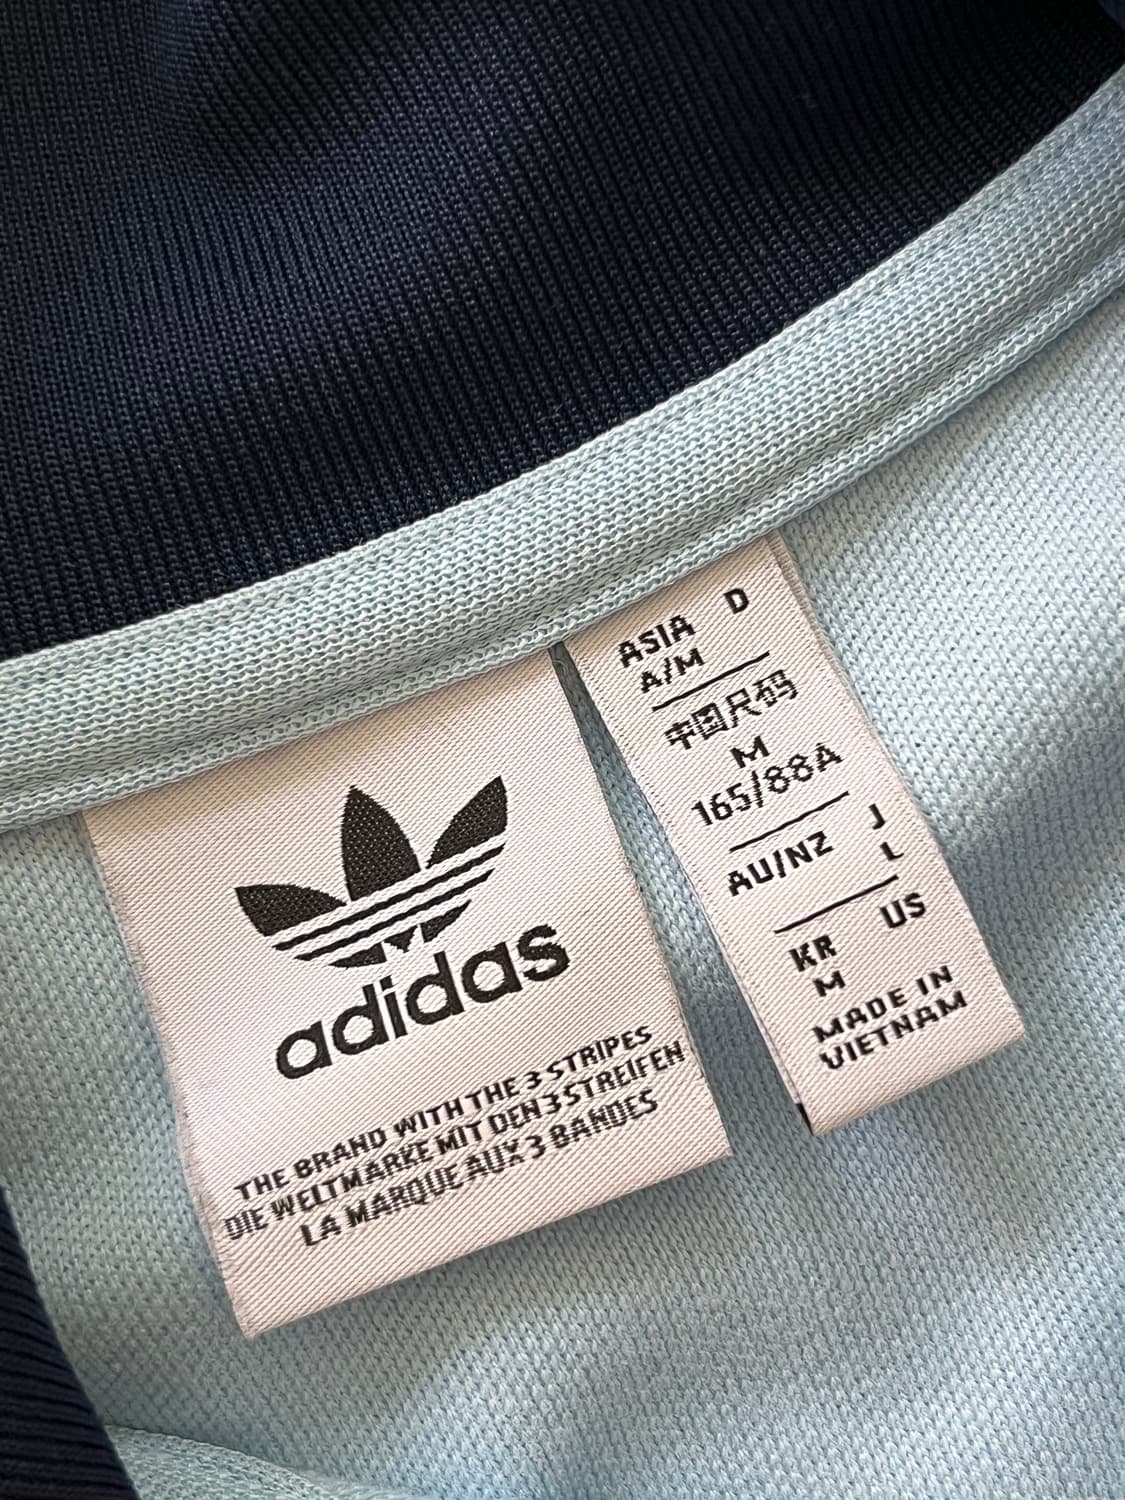 adidas
THE BRAND WITH THE 3 STRIPES
DIE WELTMARKE MIT DEN 3 STREIFEN
LA MARQUE AUX 3 BANDES
ASIA D
A/M
中国尺码
M
165/88A
AU/NZ J
L
KR US
M
MADE IN
VIETNAM